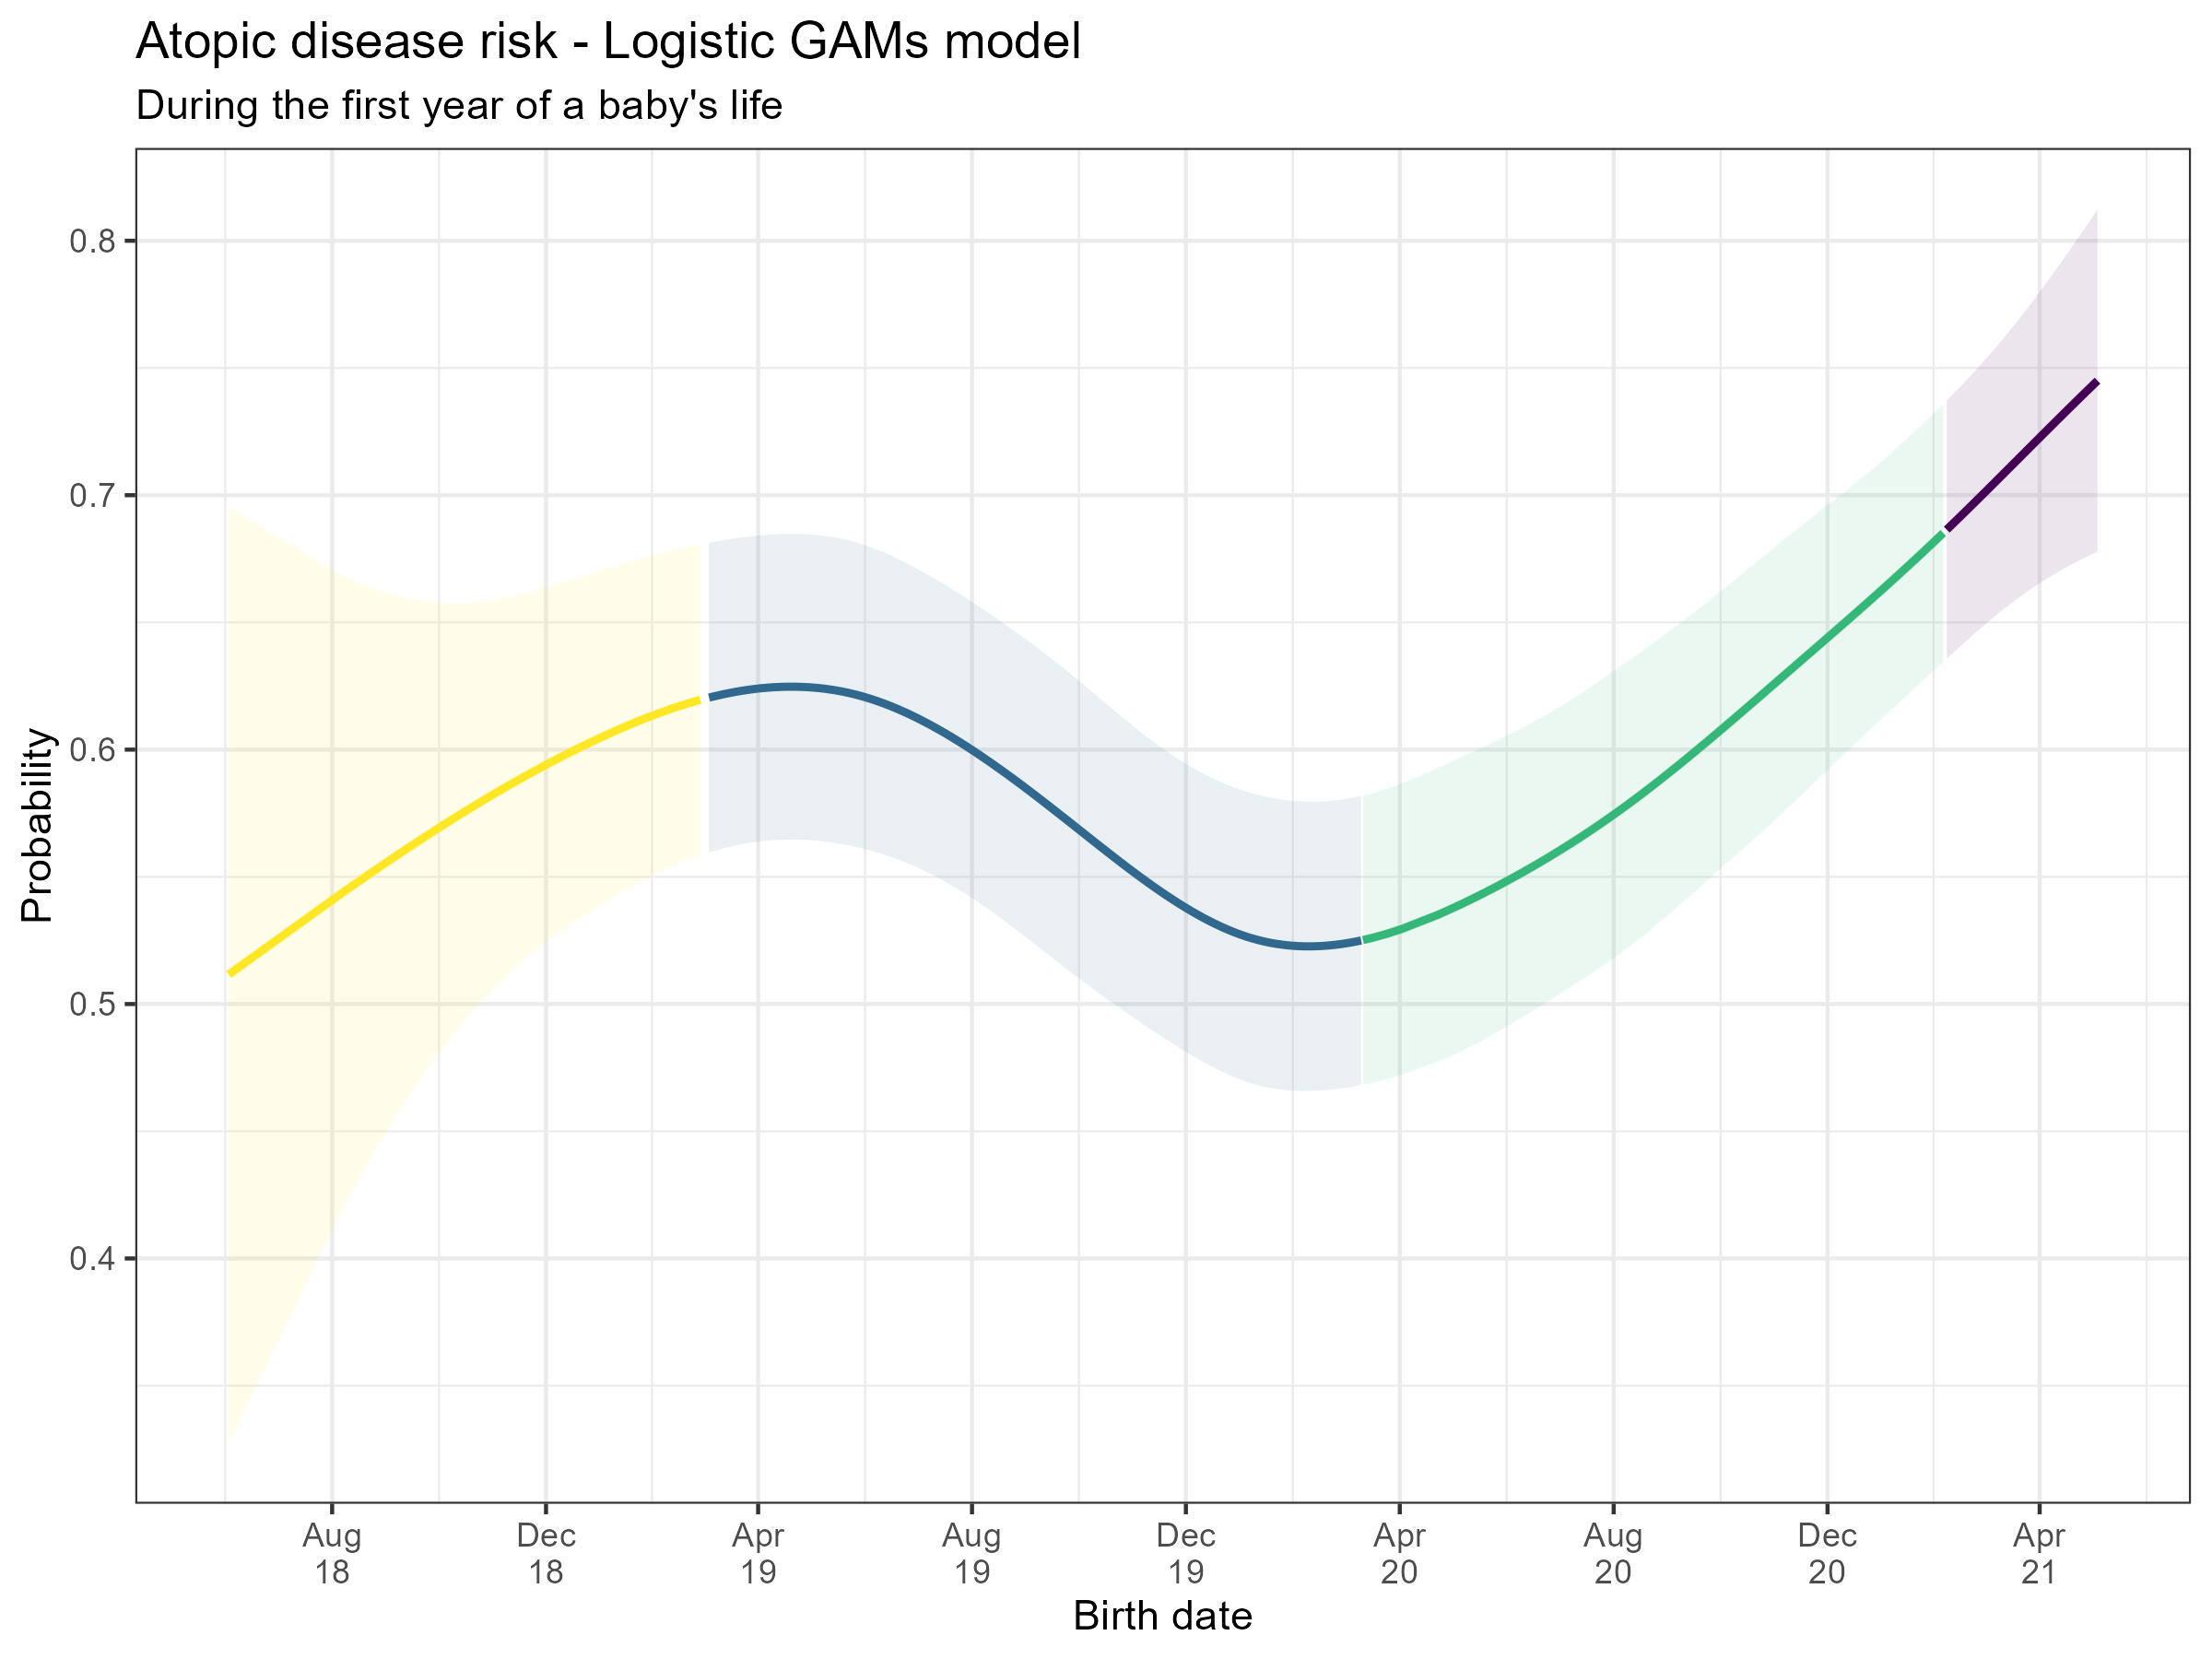 Atopic disease risk - Logistic GAMs model
During the first year of a baby's life
Probability
0.8
0.7
0.6
0.5
0.4
Aug Dec Apr Aug Dec Apr Aug Dec Apr
18 18 19 19 19 20 20 20 21
Birth date